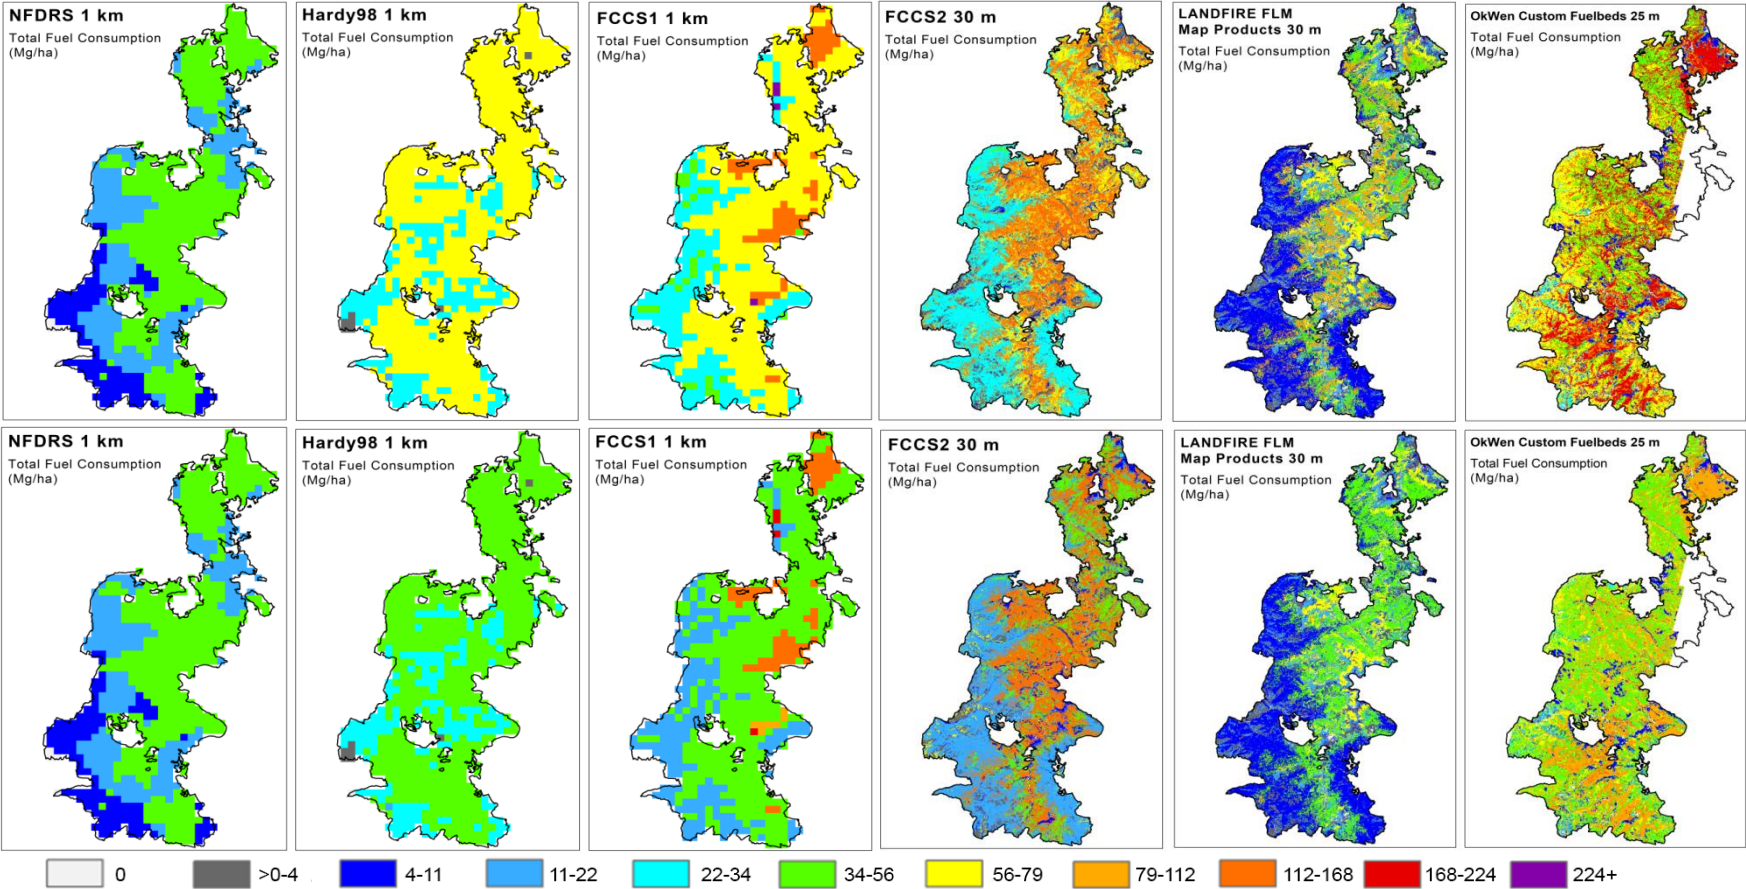 NFDRS 1 km
Total Fuel Consumption
(Mg/ha)
Hardy98 1 km
Total Fuel Consumption
(Mg/ha)
FCCS1 1 km
Total Fuel Consumption
(Mg/ha)
FCCS2 30 m
Total Fuel Consumption
(Mg/ha)
LANDFIRE FLM
Map Products 30 m
Total Fuel Consumption
(Mg/ha)
OkWen Custom Fuelbeds 25 m
Total Fuel Consumption
(Mg/ha)
NFDRS 1 km
Total Fuel Consumption
(Mg/ha)
Hardy98 1 km
Total Fuel Consumption
(Mg/ha)
FCCS1 1 km
Total Fuel Consumption
(Mg/ha)
FCCS2 30 m
Total Fuel Consumption
(Mg/ha)
LANDFIRE FLM
Map Products 30 m
Total Fuel Consumption
(Mg/ha)
OkWen Custom Fuelbeds 25 m
Total Fuel Consumption
(Mg/ha)
0 >0-4 4-11 11-22 22-34 34-56 56-79 79-112 112-168 168-224 224+